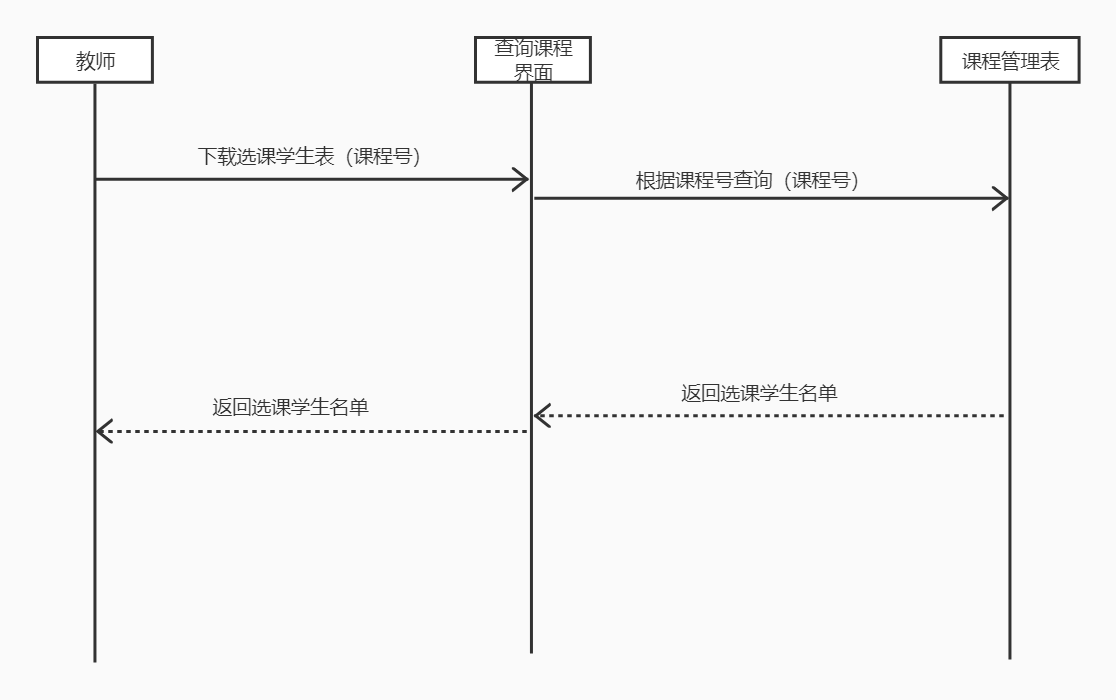 教师
查询课程
界面
课程管理表
下载选课学生表（课程号）
根据课程号查询（课程号）
返回选课学生名单
返回选课学生名单